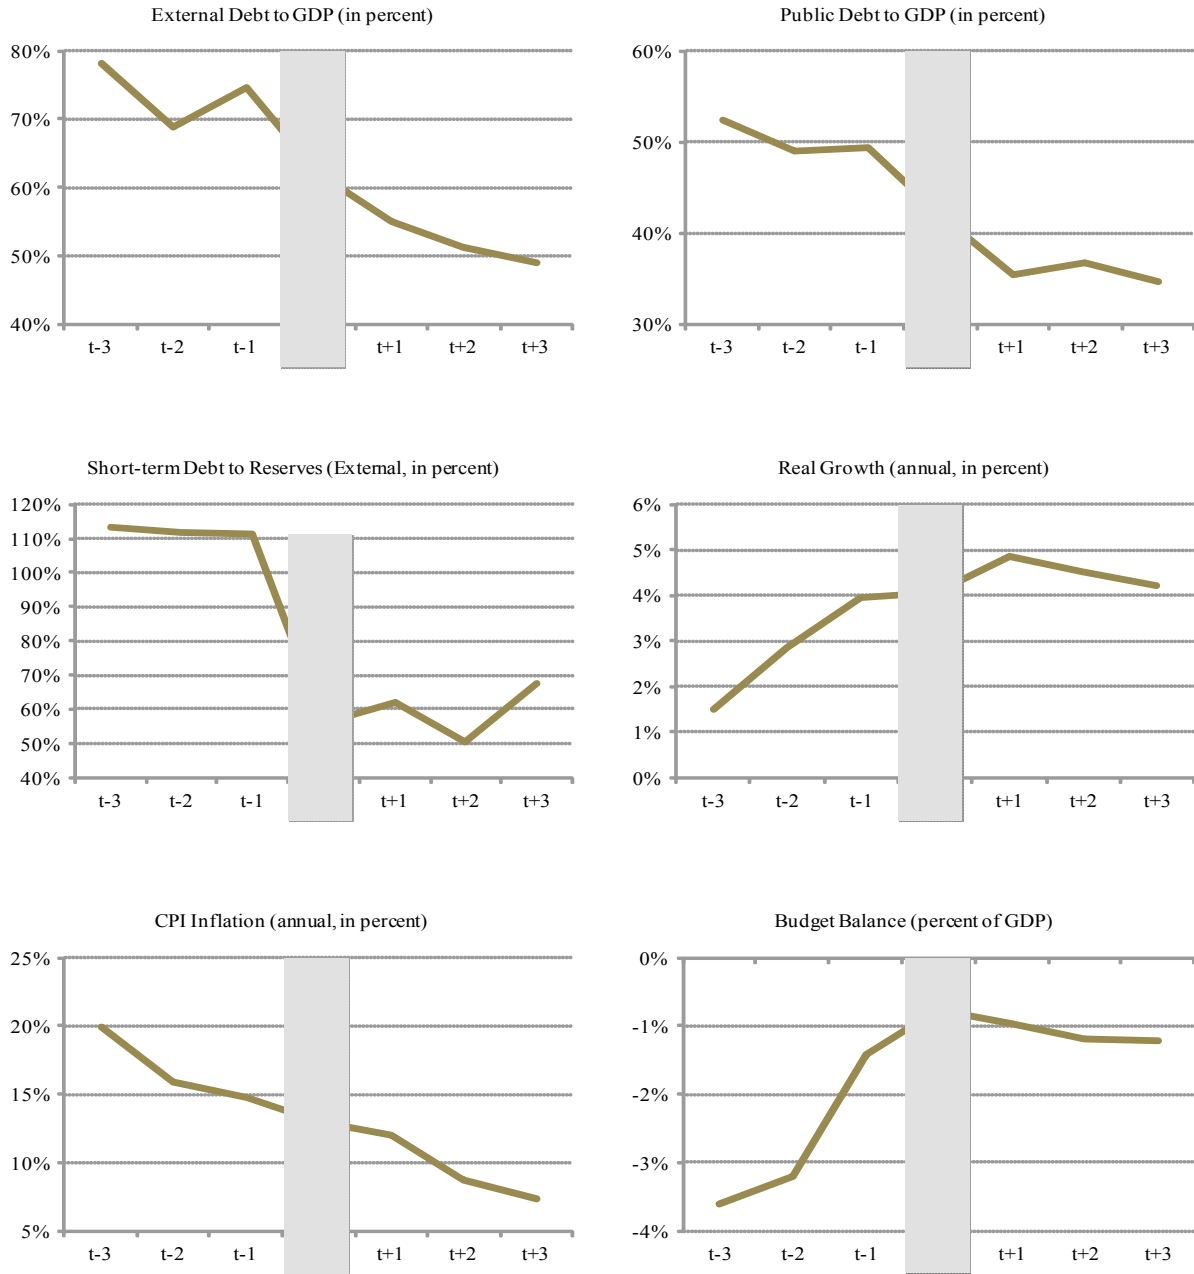 External Debt to GDP (in percent)
80%
70%
60%
50%
40%
t-3 t-2 t-1 t+1 t+2 t+3
Public Debt to GDP (in percent)
60%
50%
40%
30%
t-3 t-2 t-1 t+1 t+2 t+3
Short-term Debt to Reserves (External, in percent)
120%
110%
100%
90%
80%
70%
60%
50%
40%
t-3 t-2 t-1 t+1 t+2 t+3
Real Growth (annual, in percent)
6%
5%
4%
3%
2%
1%
0%
t-3 t-2 t-1 t+1 t+2 t+3
CPI Inflation (annual, in percent)
25%
20%
15%
10%
5%
t-3 t-2 t-1 t+1 t+2 t+3
Budget Balance (percent of GDP)
0%
-1%
-2%
-3%
-4%
t-3 t-2 t-1 t+1 t+2 t+3